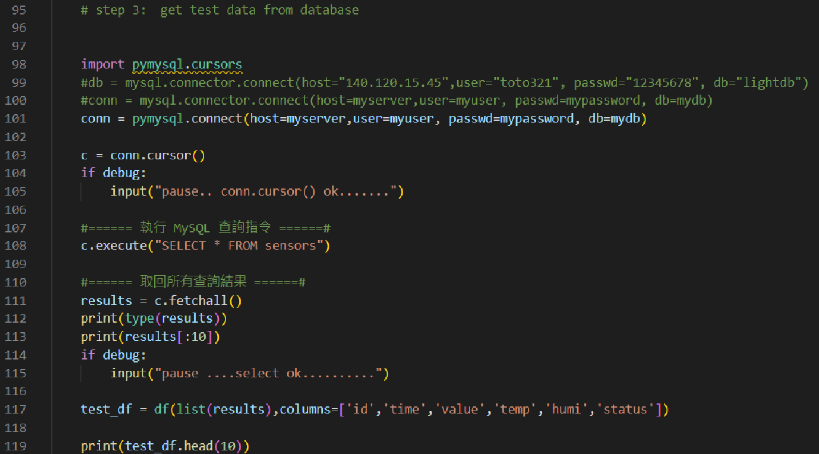 95 # step 3:  get test data from database
96
97
98 import pymysql.cursors
99 #db = mysql.connector.connect(host="140.120.15.45",user="toto321", passwd="12345678", db="lightdb")
100 #conn = mysql.connector.connect(host=myserver,user=myuser, passwd=mypassword, db=mydb)
101 conn = pymysql.connect(host=myserver,user=myuser, passwd=mypassword, db=mydb)
102
103 c = conn.cursor()
104 if debug:
105     input("pause.. conn.cursor() ok.......")
106
107 #====== 執行 MySQL 查詢指令 ======#
108 c.execute("SELECT * FROM sensors")
109
110 #====== 取回所有查詢結果 ======#
111 results = c.fetchall()
112 print(type(results))
113 print(results[:10])
114 if debug:
115     input("pause ....select ok..........")
116
117 test_df = df(list(results),columns=['id','time','value','temp','humi','status'])
118
119 print(test_df.head(10))